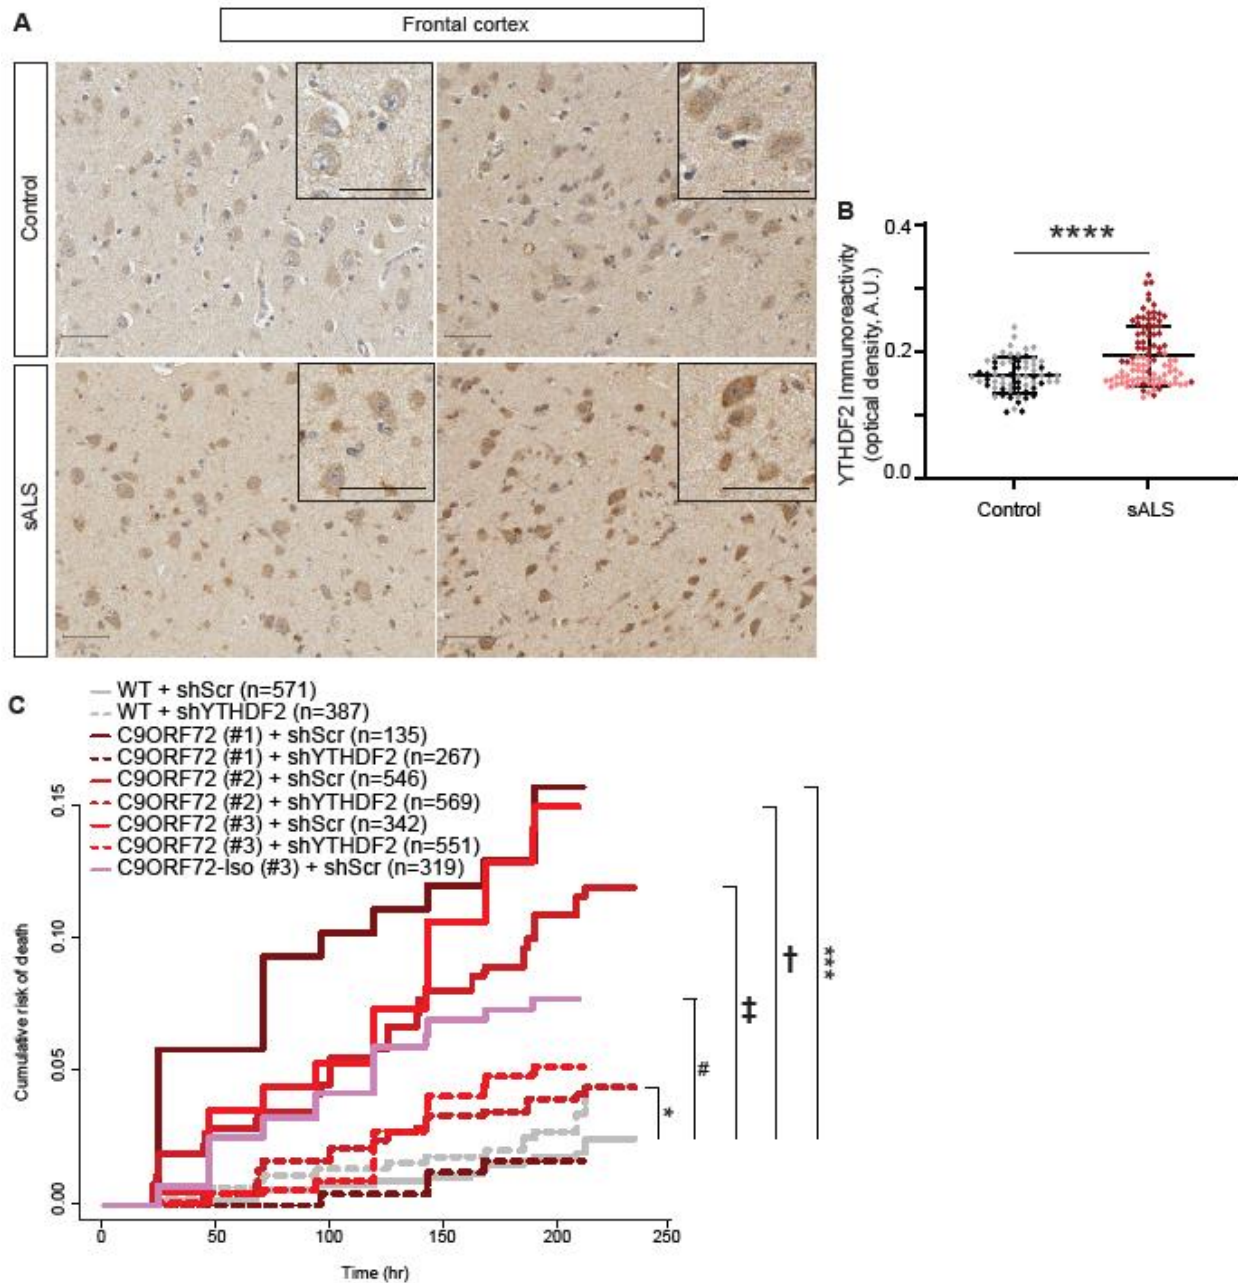 A
Frontal cortex
Control
sALS
B
YTHDF2 Immunoreactivity
(optical density, A.U.)
0.4
0.2
0.0
****
Control
sALS
C
WT + shScr (n=571)
WT + shYTHDF2 (n=387)
C9ORF72 (#1) + shScr (n=135)
C9ORF72 (#1) + shYTHDF2 (n=267)
C9ORF72 (#2) + shScr (n=546)
C9ORF72 (#2) + shYTHDF2 (n=569)
C9ORF72 (#3) + shScr (n=342)
C9ORF72 (#3) + shYTHDF2 (n=551)
C9ORF72-Iso (#3) + shScr (n=319)
Cumulative risk of death
0.15
0.10
0.05
0.00
*
#
‡
†
***
0
50
100
150
200
250
Time (hr)